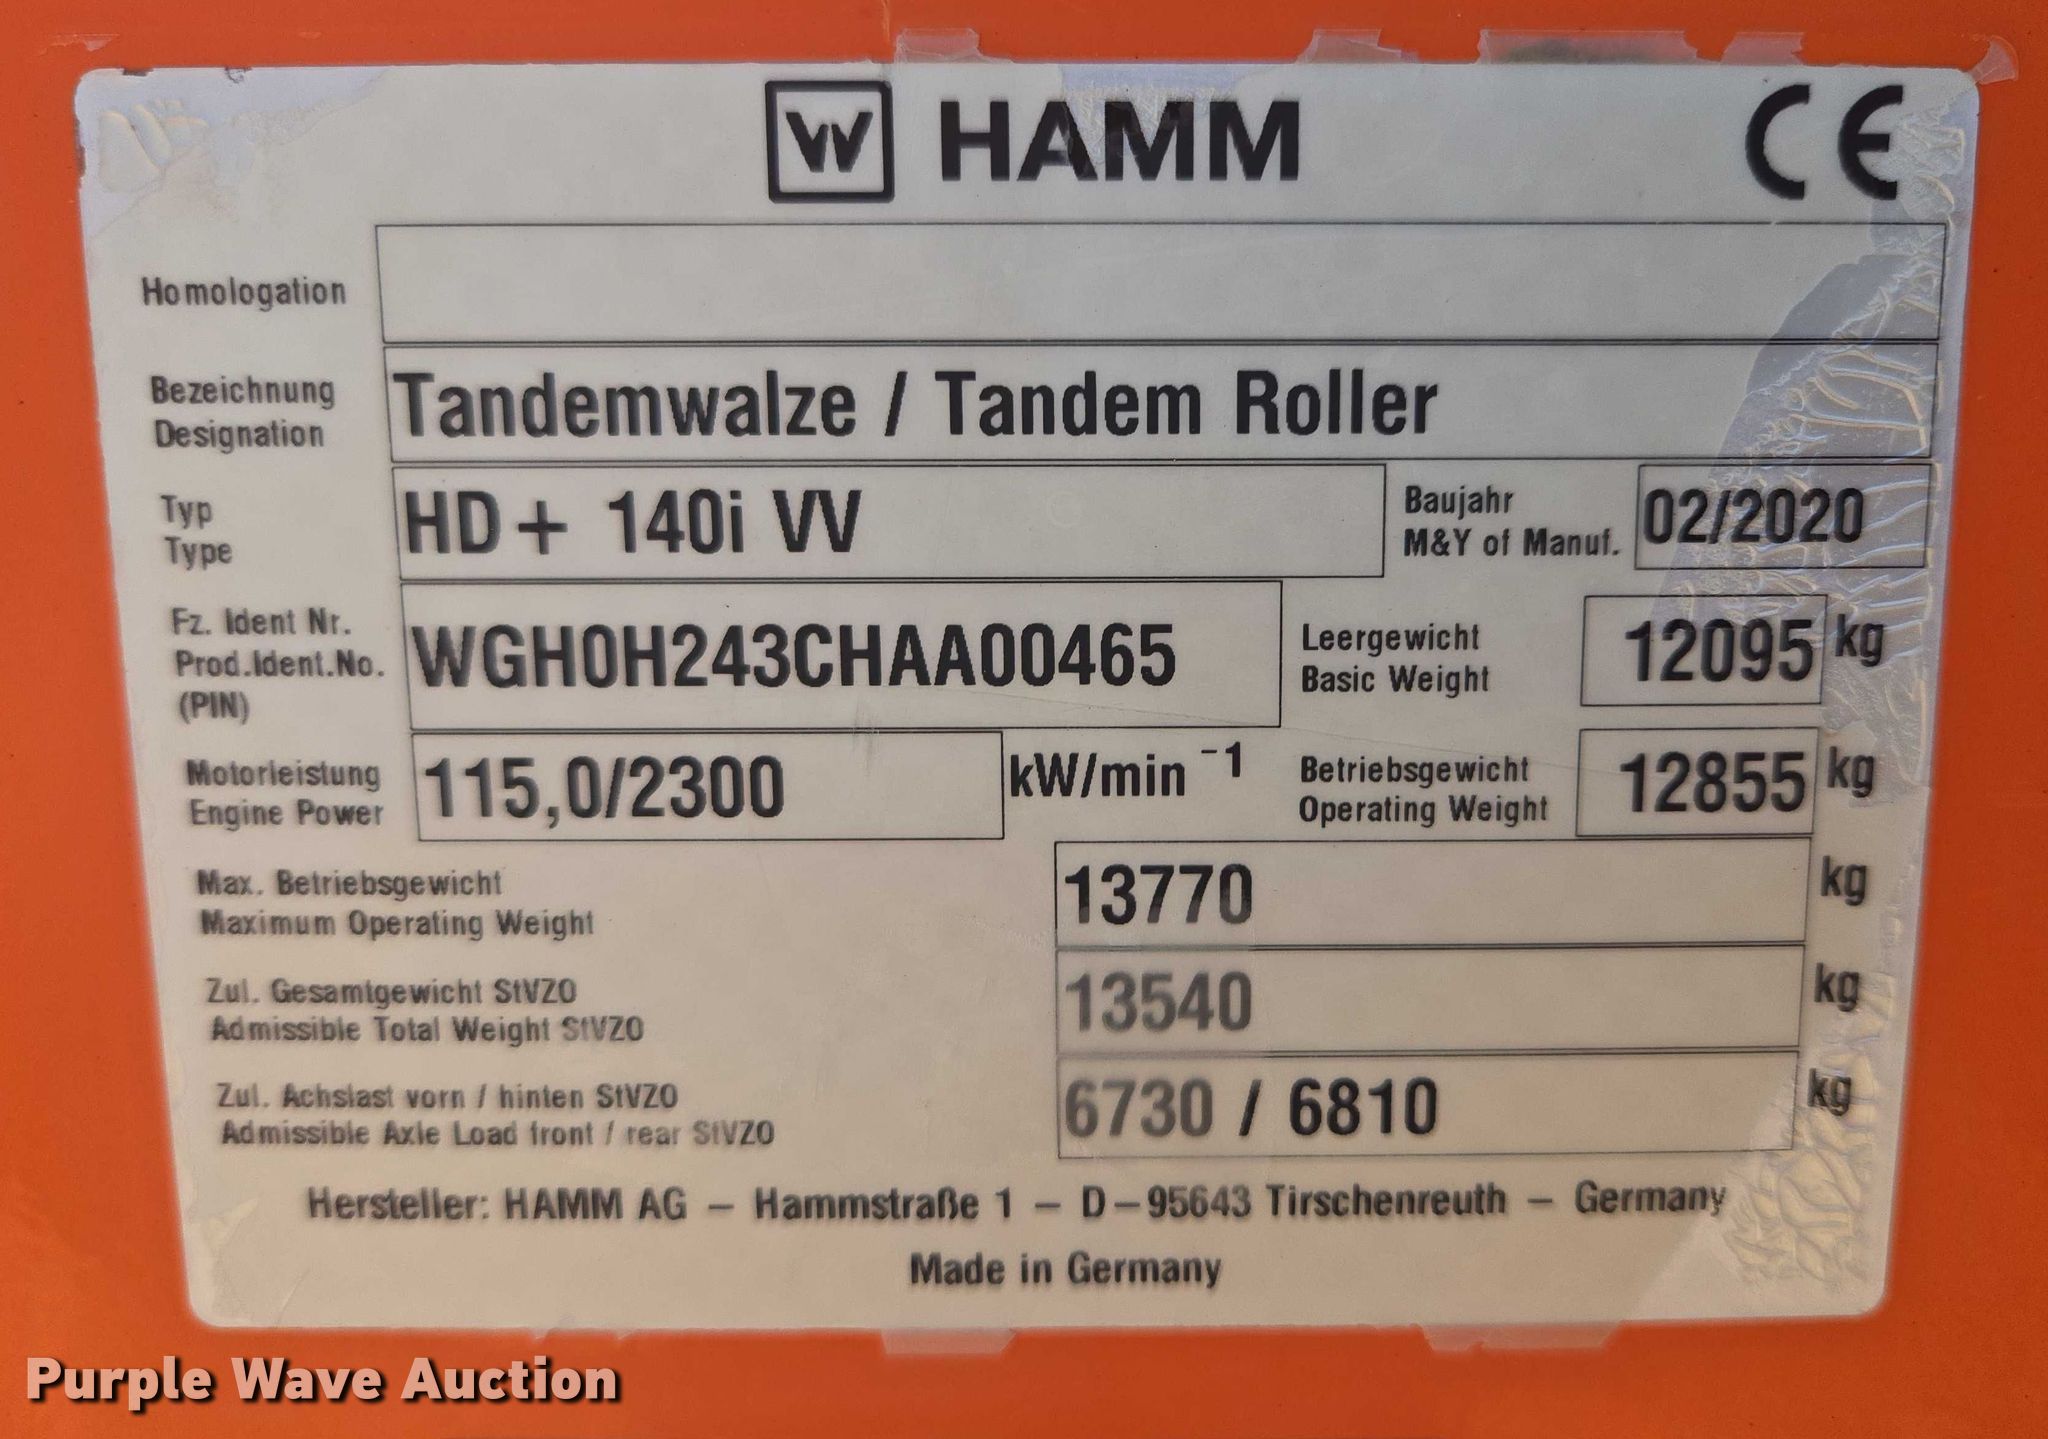 W HAMM CE
Homologation
Bezeichnung
Designation
Tandemwalze / Tandem Roller
Typ
Type
HD+ 140i VV
Baujahr
M&Y of Manuf.
02/2020
Fz. Ident Nr.
Prod.Ident.No.
(PIN)
WGH0H243CHAA00465
Leergewicht
Basic Weight
12095 kg
Motorleistung
Engine Power
115,0/2300 kW/min ⁻¹
Betriebsgewicht
Operating Weight
12855 kg
Max. Betriebsgewicht
Maximum Operating Weight
13770 kg
Zul. Gesamtgewicht StVZO
Admissible Total Weight StVZO
13540 kg
Zul. Achslast vorn / hinten StVZO
Admissible Axle Load front / rear StVZO
6730 / 6810 kg
Hersteller: HAMM AG – Hammstraße 1 – D–95643 Tirschenreuth – Germany
Made in Germany
Purple Wave Auction